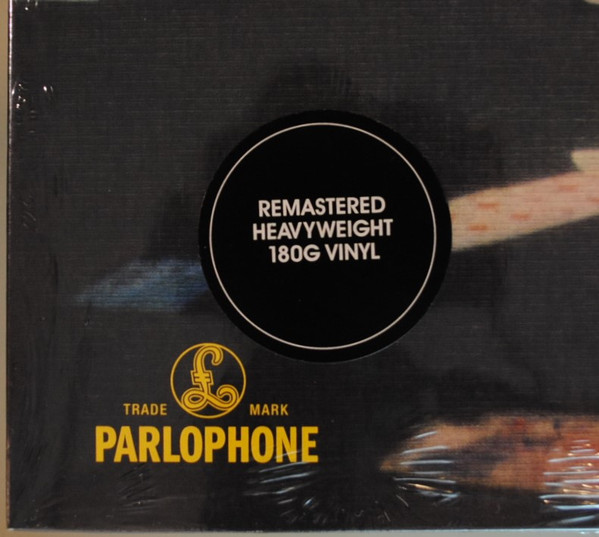 REMASTERED
HEAVYWEIGHT
180G VINYL
£
TRADE MARK
PARLOPHONE